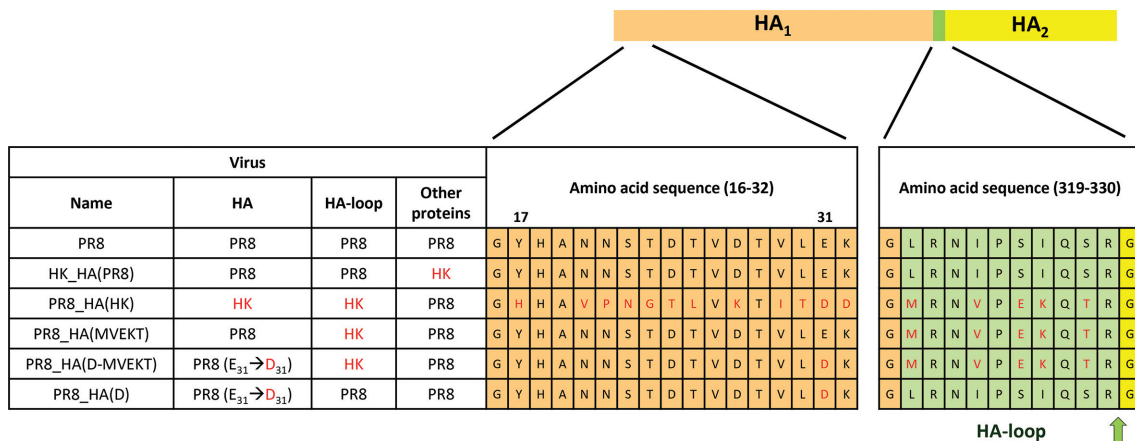 HA₁ HA₂
Virus
Name HA HA-loop Other proteins Amino acid sequence (16-32) Amino acid sequence (319-330)
17 31
PR8 PR8 PR8 PR8 G Y H A N N S T D T V D T V L E K G L R N I P S I Q S R G
HK_HA(PR8) PR8 PR8 HK G Y H A N N S T D T V D T V L E K G L R N I P S I Q S R G
PR8_HA(HK) HK HK PR8 G H H A V P N G T L V K T I T D D G M R N V P E K Q T R G
PR8_HA(MVEKT) PR8 HK PR8 G Y H A N N S T D T V D T V L E K G M R N V P E K Q T R G
PR8_HA(D-MVEKT) PR8 (E₃₁→D₃₁) HK PR8 G Y H A N N S T D T V D T V L D K G M R N V P E K Q T R G
PR8_HA(D) PR8 (E₃₁→D₃₁) PR8 PR8 G Y H A N N S T D T V D T V L D K G L R N I P S I Q S R G
HA-loop